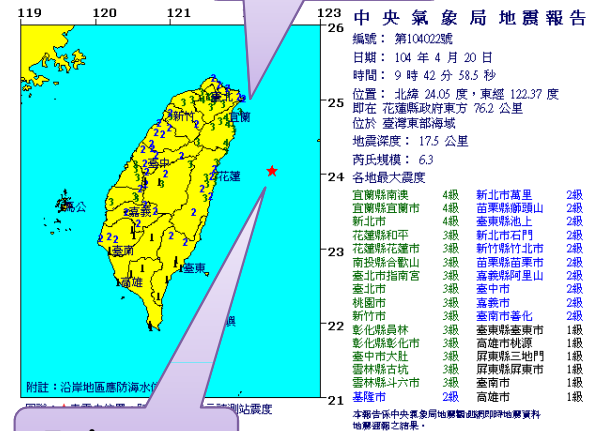 119
120
121
122
123
26
25
24
23
22
21
臺北
新竹
宜蘭
臺中
花蓮
馬公
嘉義
臺南
臺東
高雄
附註：沿岸地區應防海水位
中央氣象局地震報告
編號： 第104022號
日期： 104 年 4 月 20 日
時間： 9 時 42 分 58.5 秒
位置： 北緯 24.05 度，東經 122.37 度
即在 花蓮縣政府東方 76.2 公里
位於 臺灣東部海域
地震深度： 17.5 公里
芮氏規模： 6.3
各地最大震度
宜蘭縣南澳 4級 新北市萬里 2級
宜蘭縣宜蘭市 4級 苗栗縣獅頭山 2級
新北市 4級 臺東縣池上 2級
花蓮縣和平 3級 新北市石門 2級
花蓮縣花蓮市 3級 新竹縣竹北市 2級
南投縣合歡山 3級 苗栗縣苗栗市 2級
臺北市指南宮 3級 嘉義縣阿里山 2級
臺北市 3級 臺中市 2級
桃園市 3級 嘉義市 2級
新竹市 3級 臺南市善化 2級
彰化縣員林 3級 臺東縣臺東市 1級
彰化縣彰化市 3級 高雄市桃源 1級
臺中市大肚 3級 屏東縣三地門 1級
雲林縣古坑 3級 屏東縣屏東市 1級
雲林縣斗六市 3級 臺南市 1級
基隆市 2級 高雄市 1級
本報告係中央氣象局地震觀測網即時地震資料
地震速報之結果。